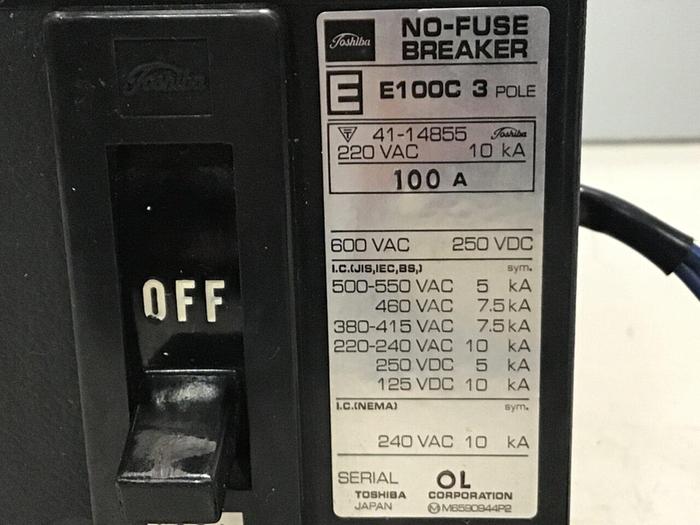 Toshiba
OFF
Toshiba
NO-FUSE
BREAKER
E E100C 3 POLE
41-14855 Toshiba
220 VAC 10 kA
100 A
600 VAC 250 VDC
I.C.(JIS,IEC,BS,) sym.
500-550 VAC 5 kA
460 VAC 7.5 kA
380-415 VAC 7.5 kA
220-240 VAC 10 kA
250 VDC 5 kA
125 VDC 10 kA
I.C.(NEMA) sym.
240 VAC 10 kA
SERIAL OL
TOSHIBA CORPORATION
JAPAN M6590944P2